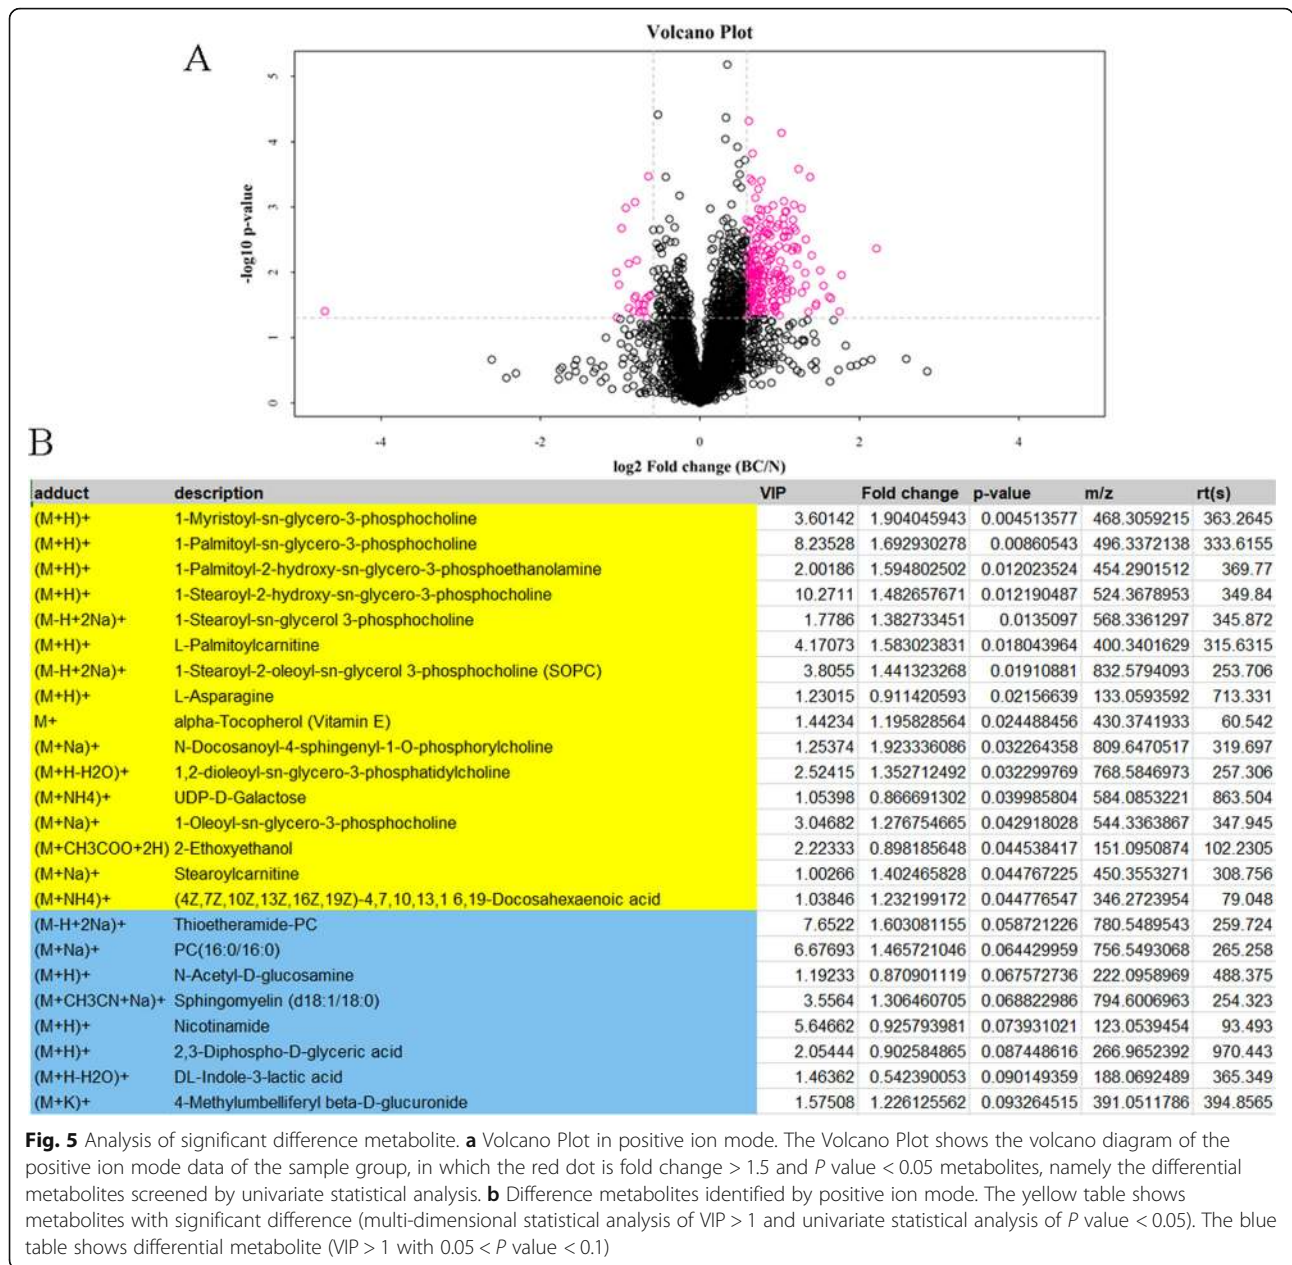 Volcano Plot
A
5
4
3
2
1
0
-log10 p-value
-4 -2 0 2 4
log2 Fold change (BC/N)
B
adduct description VIP Fold change p-value m/z rt(s)
(M+H)+ 1-Myristoyl-sn-glycero-3-phosphocholine 3.60142 1.904045943 0.004513577 468.3059215 363.2645
(M+H)+ 1-Palmitoyl-sn-glycero-3-phosphocholine 8.23528 1.692930278 0.00860543 496.3372138 333.6155
(M+H)+ 1-Palmitoyl-2-hydroxy-sn-glycero-3-phosphoethanolamine 2.00186 1.594802502 0.012023524 454.2901512 369.77
(M+H)+ 1-Stearoyl-2-hydroxy-sn-glycero-3-phosphocholine 10.2711 1.482657671 0.012190487 524.3678953 349.84
(M-H+2Na)+ 1-Stearoyl-sn-glycerol 3-phosphocholine 1.7786 1.382733451 0.0135097 568.3361297 345.872
(M+H)+ L-Palmitoylcarnitine 4.17073 1.583023831 0.018043964 400.3401629 315.6315
(M-H+2Na)+ 1-Stearoyl-2-oleoyl-sn-glycerol 3-phosphocholine (SOPC) 3.8055 1.441323268 0.01910881 832.5794093 253.706
(M+H)+ L-Asparagine 1.23015 0.911420593 0.02156639 133.0593592 713.331
M+ alpha-Tocopherol (Vitamin E) 1.44234 1.195828564 0.024488456 430.3741933 60.542
(M+Na)+ N-Docosanoyl-4-sphingenyl-1-O-phosphorylcholine 1.25374 1.923336086 0.032264358 809.6470517 319.697
(M+H-H2O)+ 1,2-dioleoyl-sn-glycero-3-phosphatidylcholine 2.52415 1.352712492 0.032299769 768.5846973 257.306
(M+NH4)+ UDP-D-Galactose 1.05398 0.866691302 0.039985804 584.0853221 863.504
(M+Na)+ 1-Oleoyl-sn-glycero-3-phosphocholine 3.04682 1.276754665 0.042918028 544.3363867 347.945
(M+CH3COO+2H) 2-Ethoxyethanol 2.22333 0.898185648 0.044538417 151.0950874 102.2305
(M+Na)+ Stearoylcarnitine 1.00266 1.402465828 0.044767225 450.3553271 308.756
(M+NH4)+ (4Z,7Z,10Z,13Z,16Z,19Z)-4,7,10,13,1 6,19-Docosahexaenoic acid 1.03846 1.232199172 0.044776547 346.2723954 79.048
(M-H+2Na)+ Thioetheramide-PC 7.6522 1.603081155 0.058721226 780.5489543 259.724
(M+Na)+ PC(16:0/16:0) 6.67693 1.465721046 0.064429959 756.5493068 265.258
(M+H)+ N-Acetyl-D-glucosamine 1.19233 0.870901119 0.067572736 222.0958969 488.375
(M+CH3CN+Na)+ Sphingomyelin (d18:1/18:0) 3.5564 1.306460705 0.068822986 794.6006963 254.323
(M+H)+ Nicotinamide 5.64662 0.925793981 0.073931021 123.0539454 93.493
(M+H)+ 2,3-Diphospho-D-glyceric acid 2.05444 0.902584865 0.087448616 266.9652392 970.443
(M+H-H2O)+ DL-Indole-3-lactic acid 1.46362 0.542390053 0.090149359 188.0692489 365.349
(M+K)+ 4-Methylumbelliferyl beta-D-glucuronide 1.57508 1.226125562 0.093264515 391.0511786 394.8565
Fig. 5 Analysis of significant difference metabolite. a Volcano Plot in positive ion mode. The Volcano Plot shows the volcano diagram of the
positive ion mode data of the sample group, in which the red dot is fold change > 1.5 and P value < 0.05 metabolites, namely the differential
metabolites screened by univariate statistical analysis. b Difference metabolites identified by positive ion mode. The yellow table shows
metabolites with significant difference (multi-dimensional statistical analysis of VIP > 1 and univariate statistical analysis of P value < 0.05). The blue
table shows differential metabolite (VIP > 1 with 0.05 < P value < 0.1)